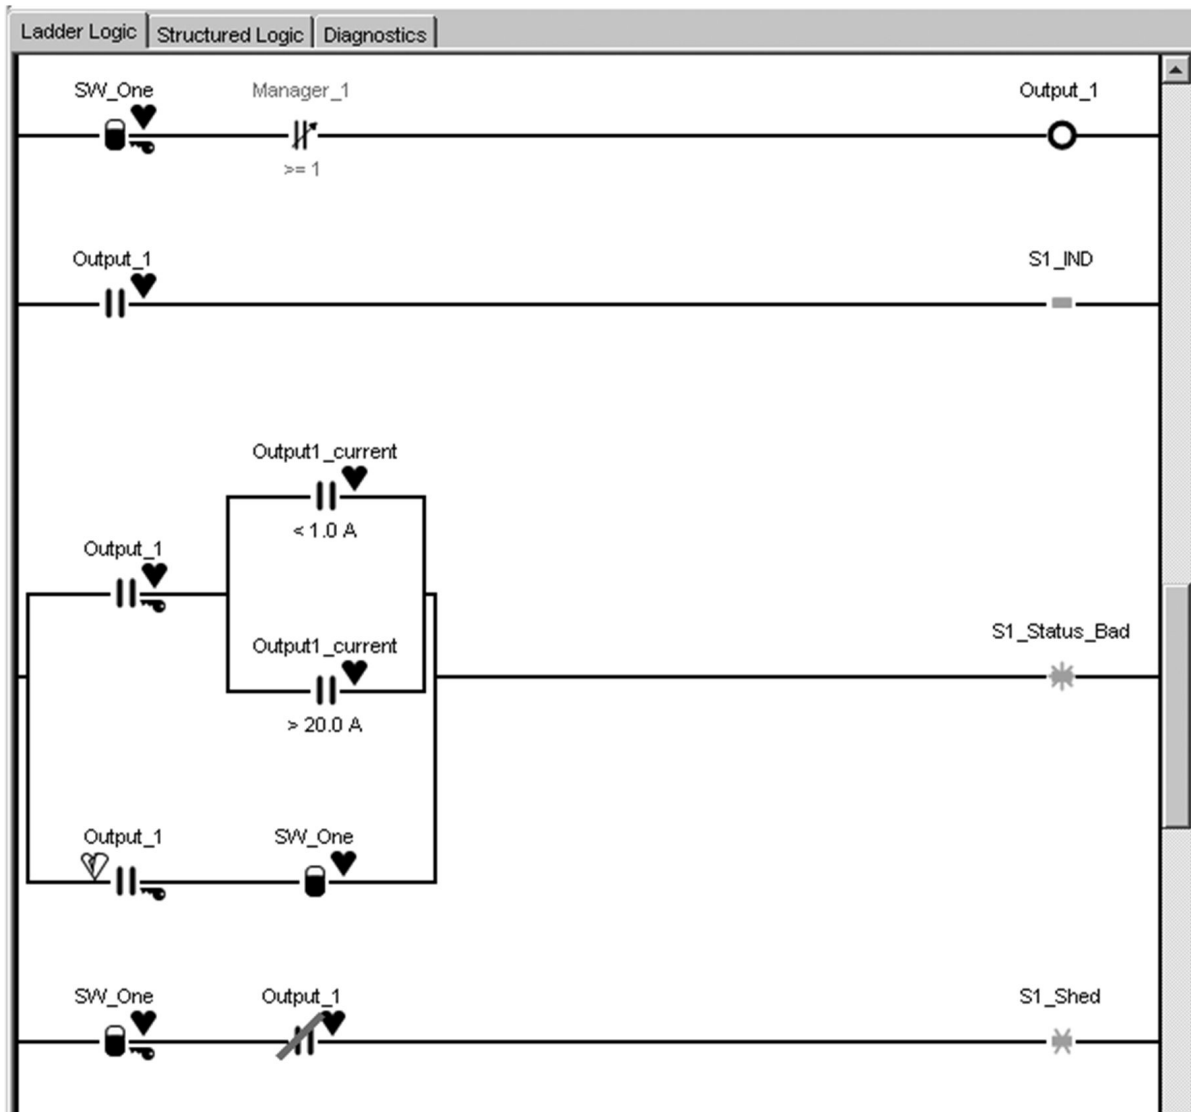 Ladder Logic Structured Logic Diagnostics
SW_One Manager_1 Output_1
>= 1
Output_1 S1_IND
Output1_current
< 1.0 A
Output_1
Output1_current
S1_Status_Bad
> 20.0 A
Output_1 SW_One
SW_One Output_1 S1_Shed